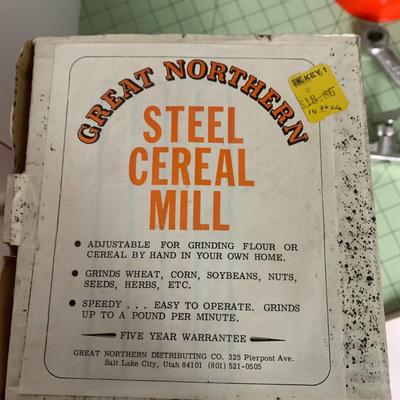 GREAT NORTHERN
STEEL
CEREAL
MILL
• ADJUSTABLE FOR GRINDING FLOUR OR
CEREAL BY HAND IN YOUR OWN HOME.
• GRINDS WHEAT, CORN, SOYBEANS, NUTS,
SEEDS, HERBS, ETC.
• SPEEDY . . . EASY TO OPERATE. GRINDS
UP TO A POUND PER MINUTE.
FIVE YEAR WARRANTEE
GREAT NORTHERN DISTRIBUTING CO. 325 Pierpont Ave.
Salt Lake City, Utah 84101 (801) 521-0505